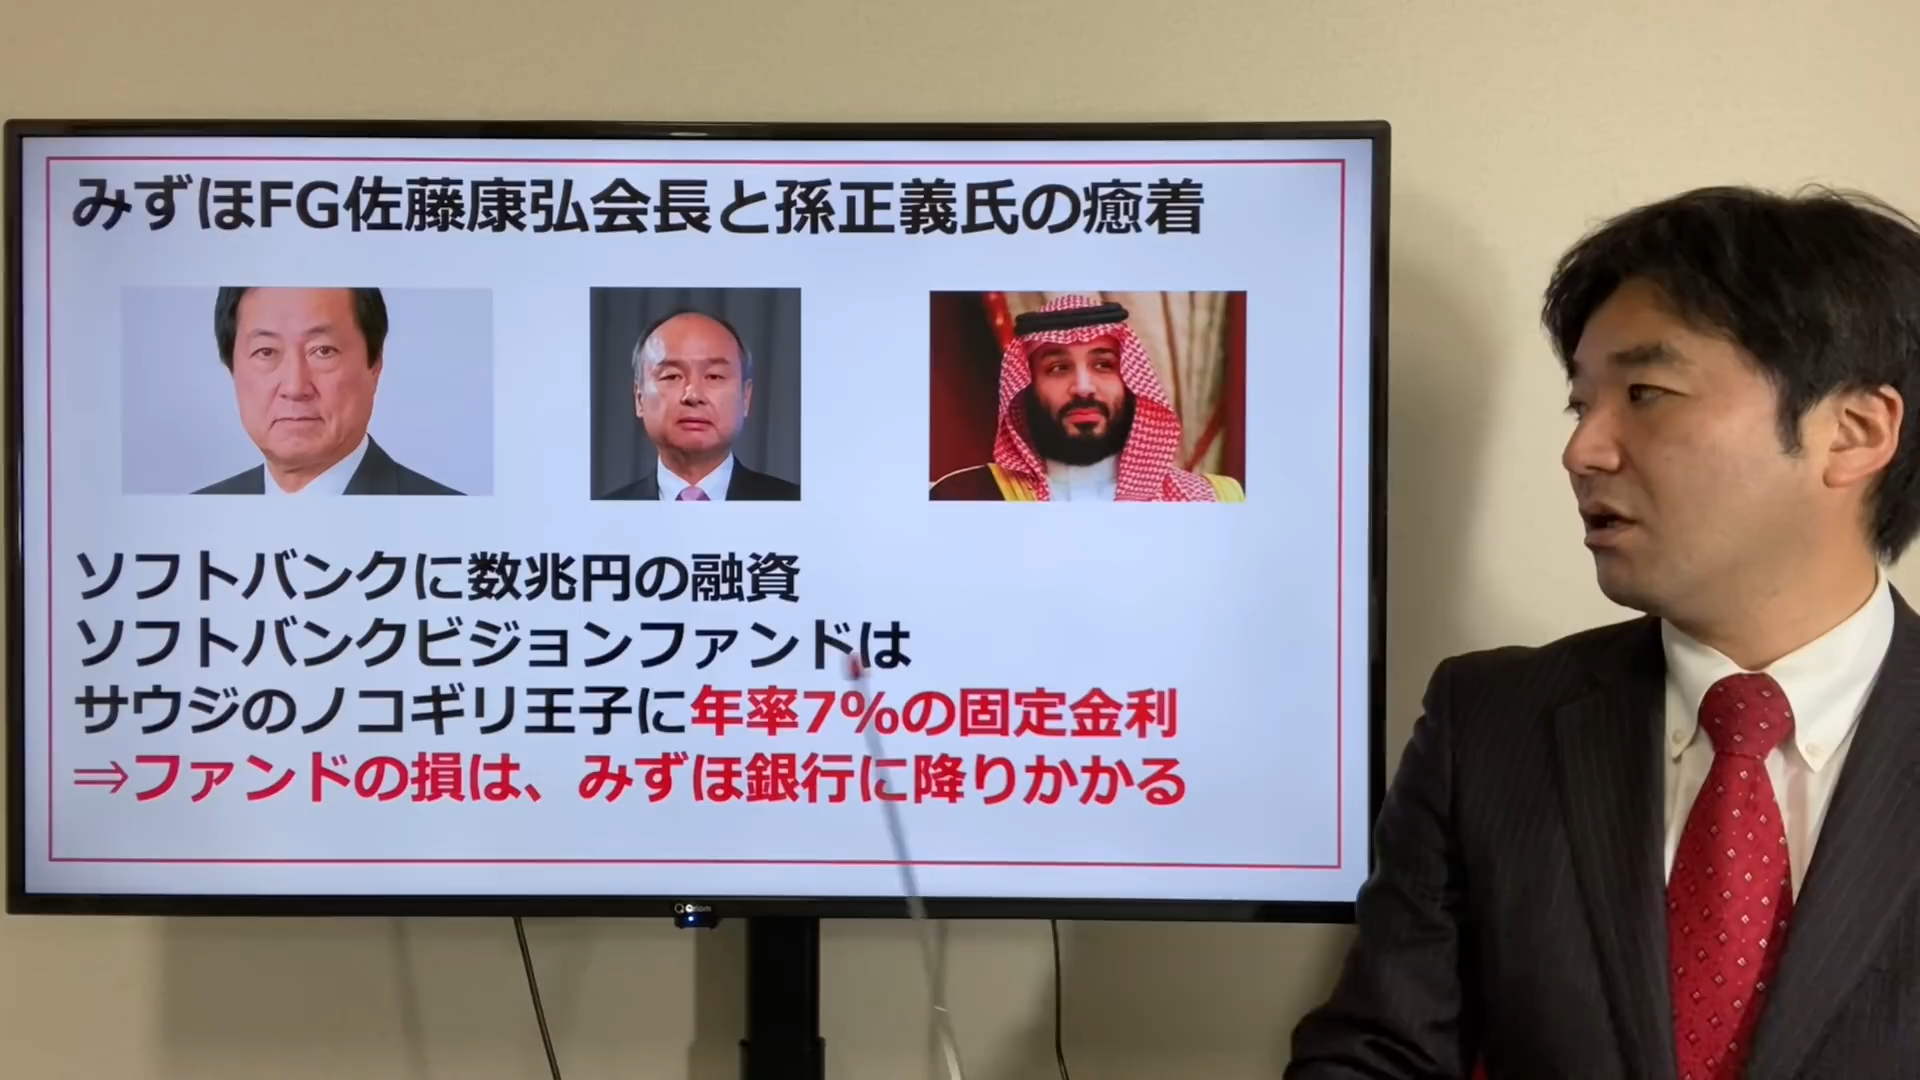 みずほFG佐藤康弘会長と孫正義氏の癒着
ソフトバンクに数兆円の融資
ソフトバンクビジョンファンドは
サウジのノコギリ王子に年率7%の固定金利
⇒ファンドの損は、みずほ銀行に降りかかる